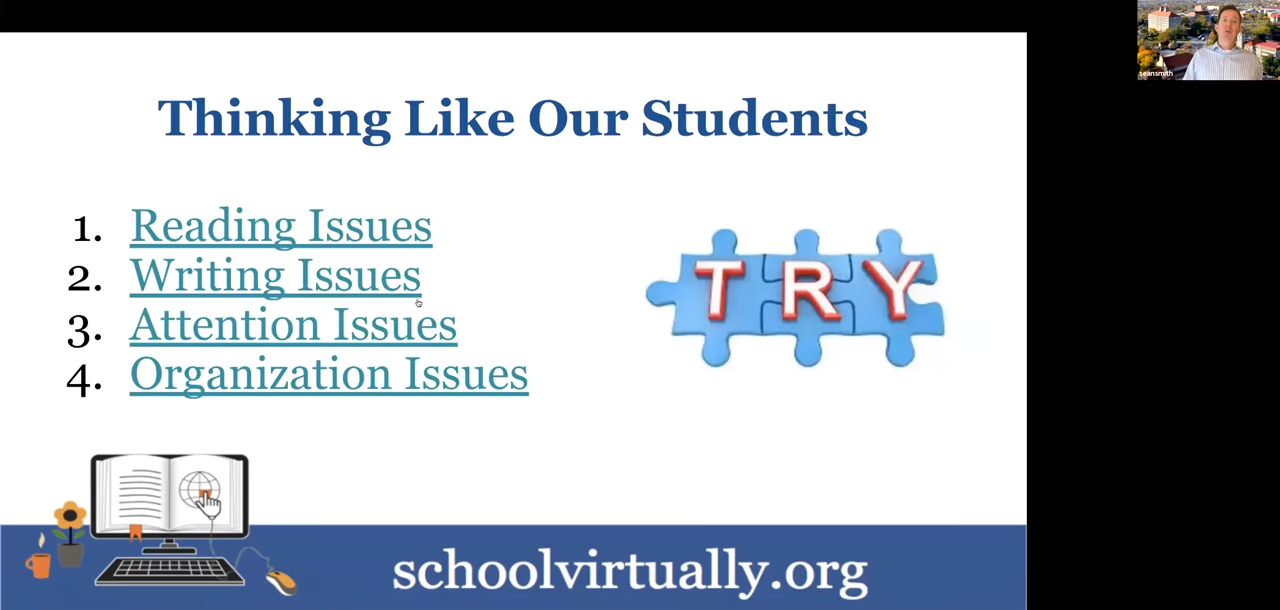 seansmith
Thinking Like Our Students
1. Reading Issues
2. Writing Issues
3. Attention Issues
4. Organization Issues
TRY
schoolvirtually.org